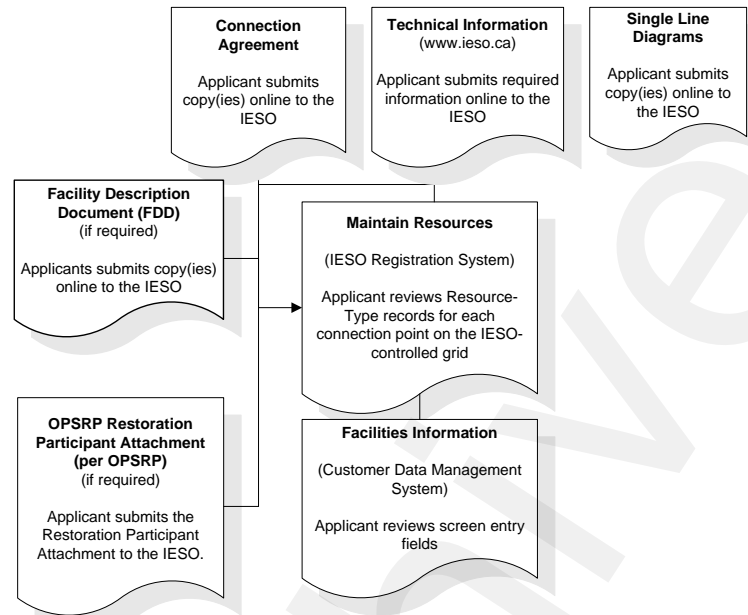 Connection
Agreement
Applicant submits
copy(ies) online to the
IESO
Technical Information
(www.ieso.ca)
Applicant submits required
information online to the
IESO
Single Line
Diagrams
Applicant submits
copy(ies) online to
the IESO
Facility Description
Document (FDD)
(if required)
Applicants submits copy(ies)
online to the IESO
Maintain Resources
(IESO Registration System)
Applicant reviews Resource-
Type records for each
connection point on the IESO-
controlled grid
OPSRP Restoration
Participant Attachment
(per OPSRP)
(if required)
Applicant submits the
Restoration Participant
Attachment to the IESO.
Facilities Information
(Customer Data Management
System)
Applicant reviews screen entry
fields